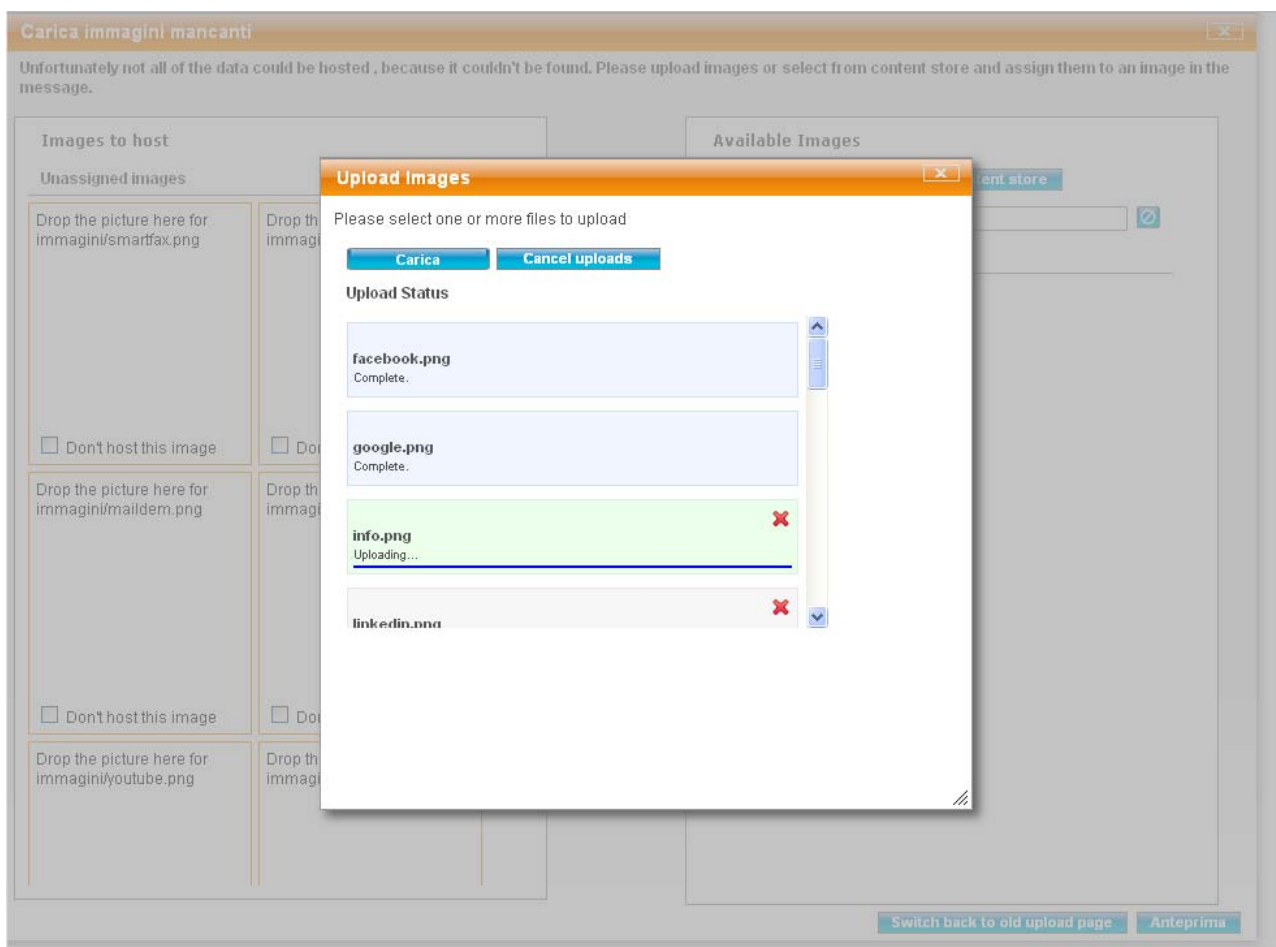 Carica immagini mancanti
Unfortunately not all of the data could be hosted , because it couldn't be found. Please upload images or select from content store and assign them to an image in the
message.
Images to host
Unassigned images
Drop the picture here for
immagini/smartfax.png
Drop th
immagi
Don't host this image
Do
Drop the picture here for
immagini/maildem.png
Drop th
immagi
Don't host this image
Do
Drop the picture here for
immagini/youtube.png
Drop th
immagi
Available Images
ent store
Upload Images
Please select one or more files to upload
Carica
Cancel uploads
Upload Status
facebook.png
Complete.
google.png
Complete.
info.png
Uploading...
linkedin.png
Switch back to old upload page
Anteprima